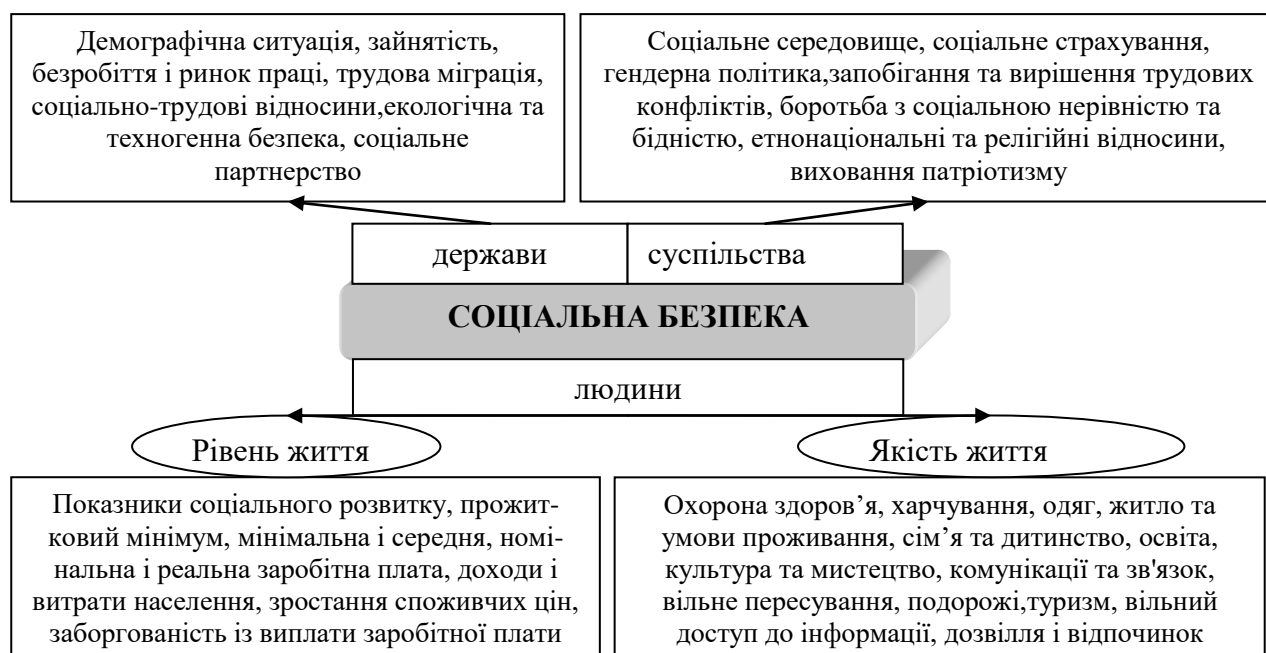 Демографічна ситуація, зайнятість,
безробіття і ринок праці, трудова міграція,
соціально-трудові відносини,екологічна та
техногенна безпека, соціальне
партнерство
Соціальне середовище, соціальне страхування,
гендерна політика,запобігання та вирішення трудових
конфліктів, боротьба з соціальною нерівністю та
бідністю, етнонаціональні та релігійні відносини,
виховання патріотизму
держави
суспільства
СОЦІАЛЬНА БЕЗПЕКА
людини
Рівень життя
Якість життя
Показники соціального розвитку, прожит-
ковий мінімум, мінімальна і середня, номі-
нальна і реальна заробітна плата, доходи і
витрати населення, зростання споживчих цін,
заборгованість із виплати заробітної плати
Охорона здоров’я, харчування, одяг, житло та
умови проживання, сім’я та дитинство, освіта,
культура та мистецтво, комунікації та зв'язок,
вільне пересування, подорожі,туризм, вільний
доступ до інформації, дозвілля і відпочинок